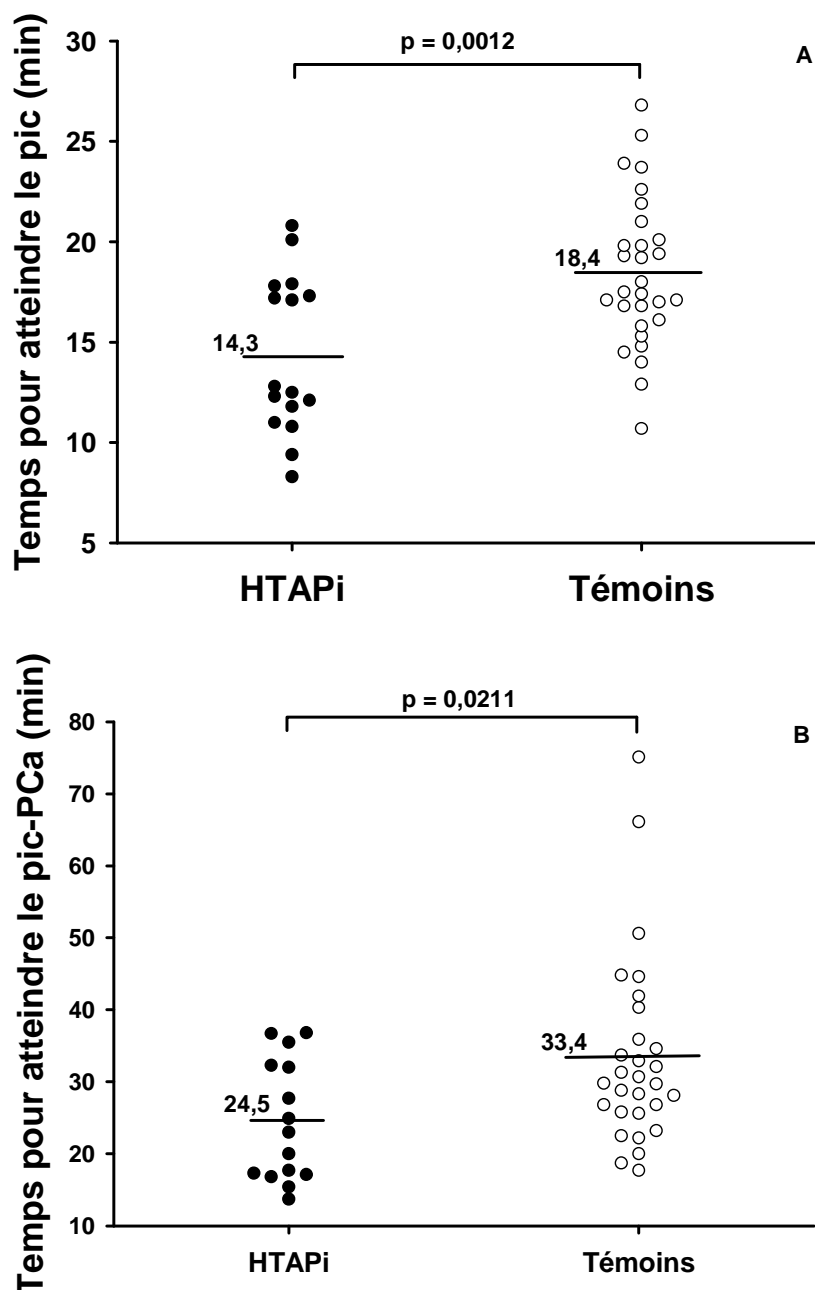 Temps pour atteindre le pic (min)
p = 0,0012
A
30
25
20
15
10
5
14,3
18,4
HTAPi
Témoins
Temps pour atteindre le pic-PCa (min)
p = 0,0211
B
80
70
60
50
40
30
20
10
24,5
33,4
HTAPi
Témoins